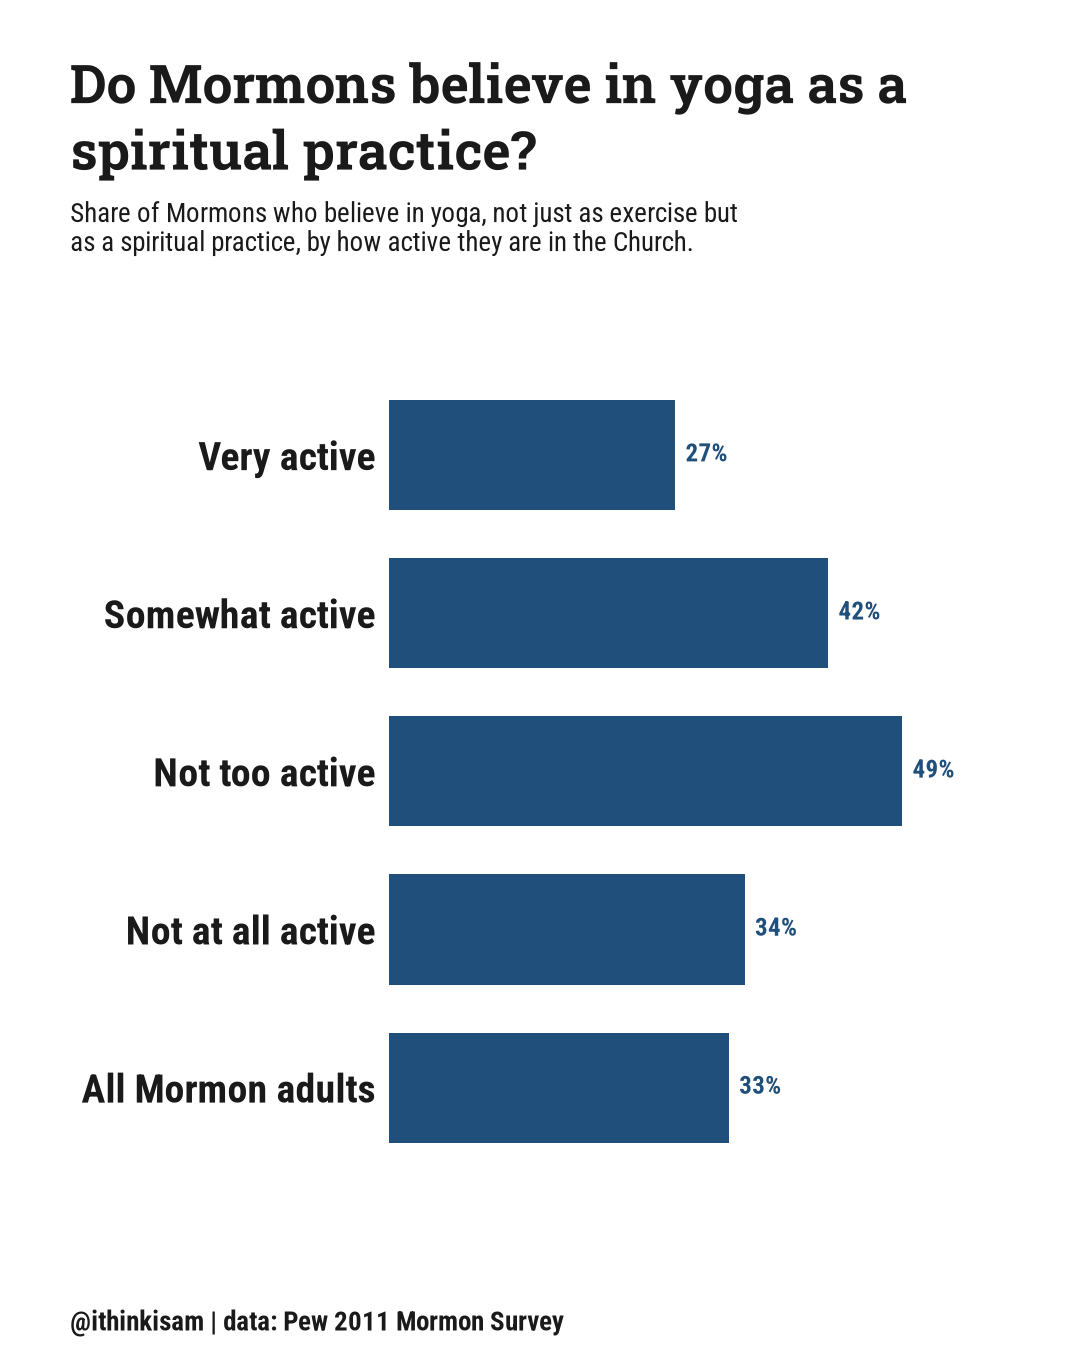 Do Mormons believe in yoga as a
spiritual practice?
Share of Mormons who believe in yoga, not just as exercise but
as a spiritual practice, by how active they are in the Church.
Very active 27%
Somewhat active 42%
Not too active 49%
Not at all active 34%
All Mormon adults 33%
@ithinkisam | data: Pew 2011 Mormon Survey